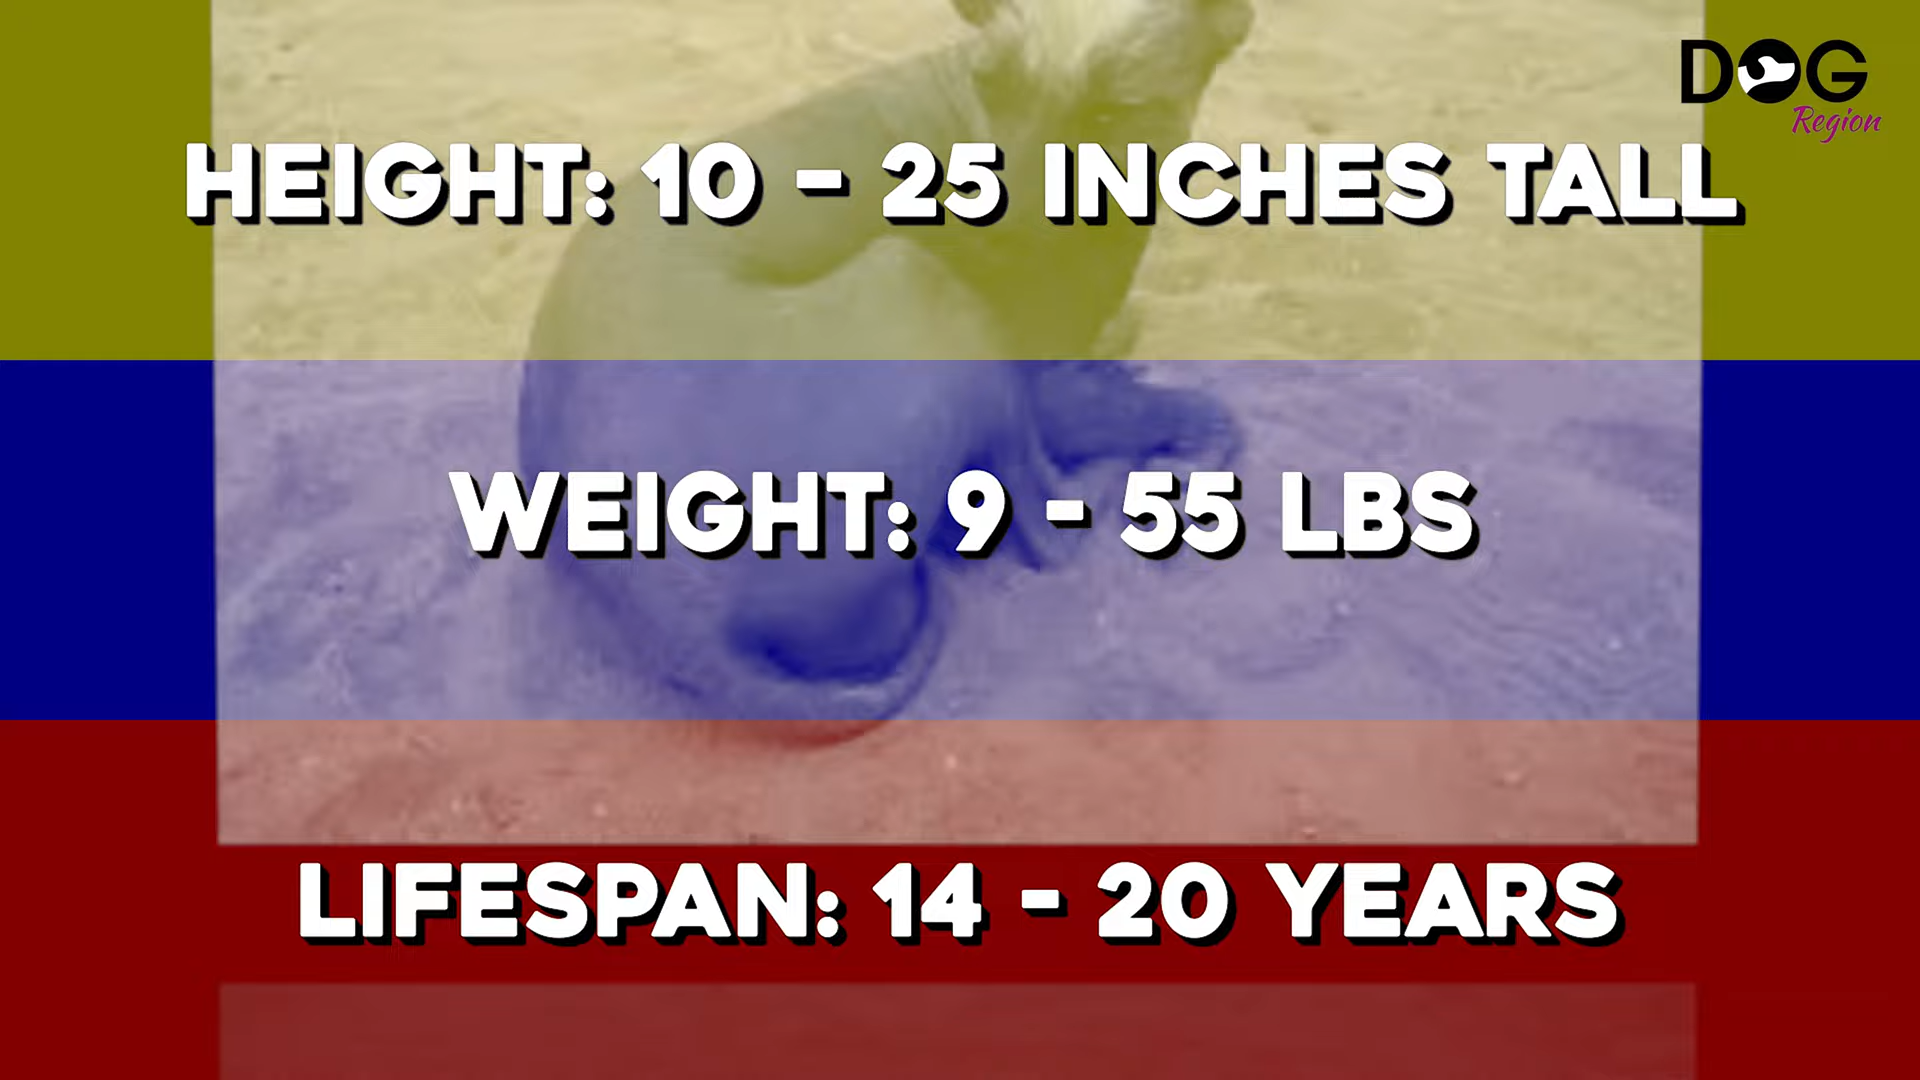 DOG
Region
HEIGHT: 10 - 25 INCHES TALL
WEIGHT: 9 - 55 LBS
LIFESPAN: 14 - 20 YEARS